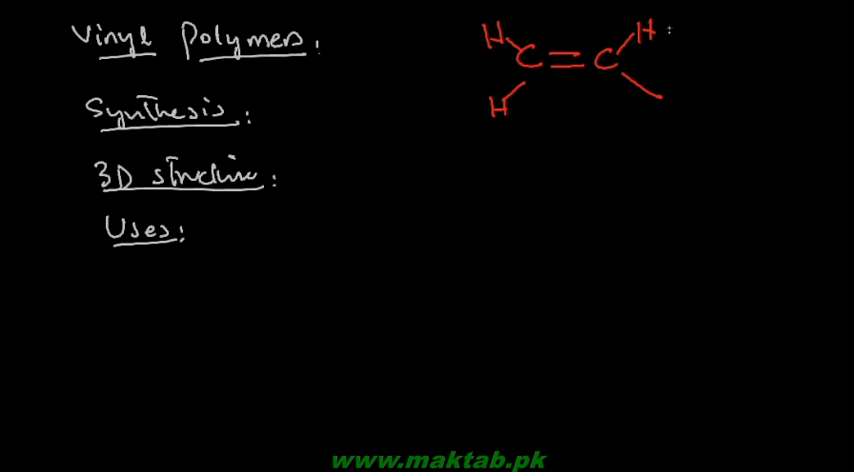 Vinyl Polymers:
H H
C = C
H
Synthesis:
3D structure:
Uses:
www.maktab.pk